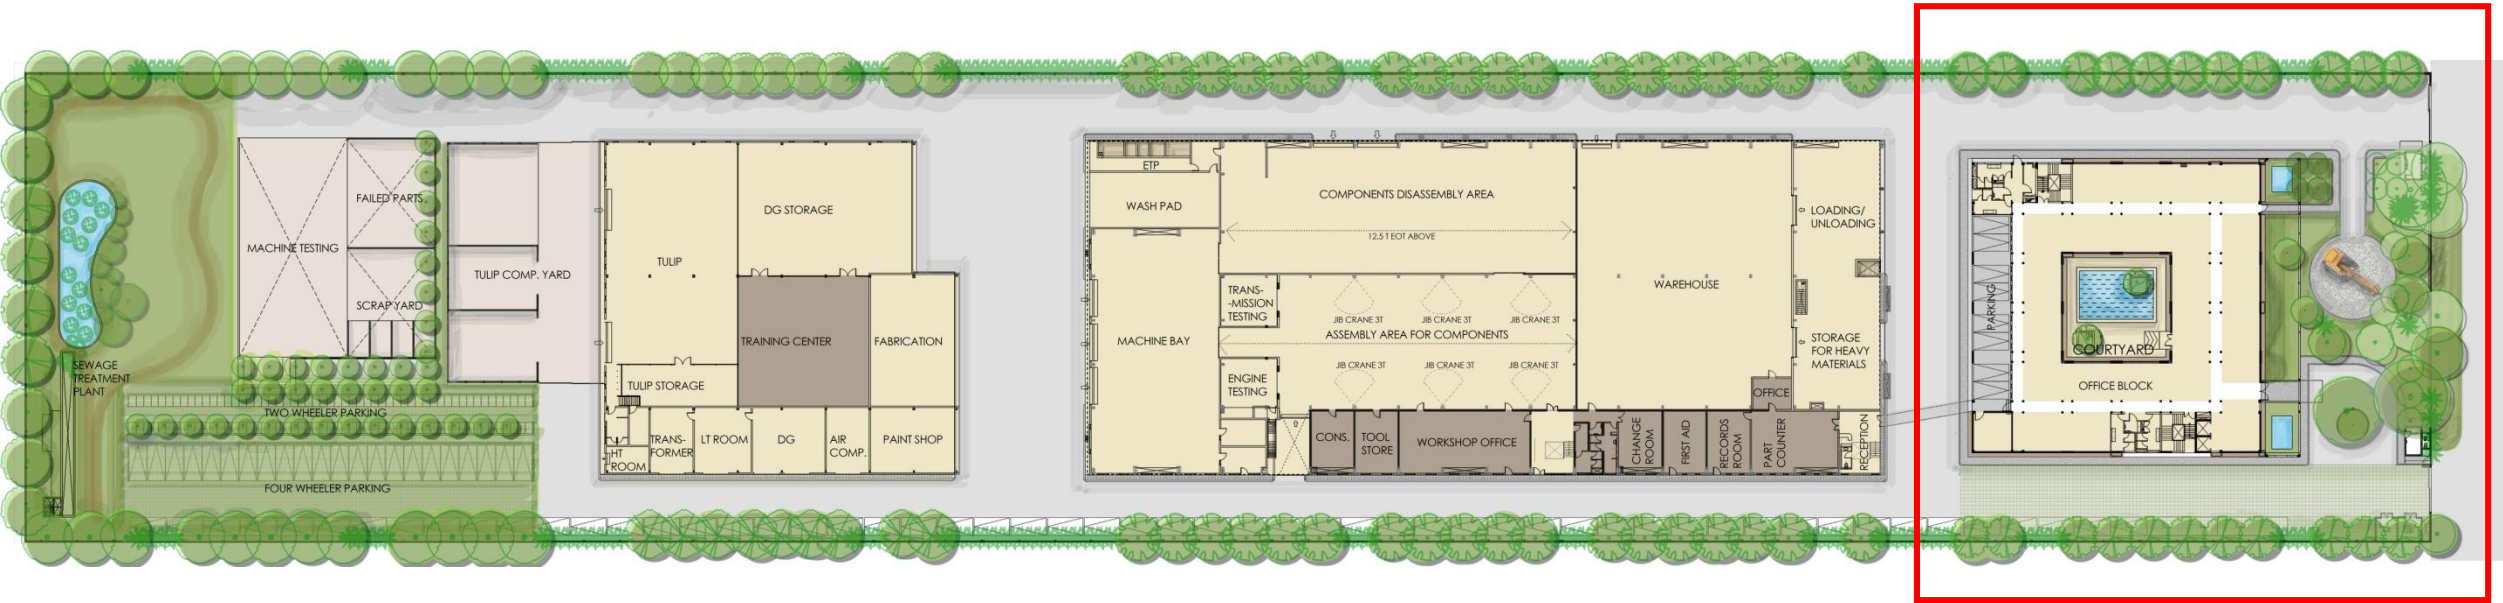 MACHINE TESTING
FAILED PARTS
SCRAP YARD
SEWAGE
TREATMENT
PLANT
TWO WHEELER PARKING
FOUR WHEELER PARKING
TULIP COMP. YARD
TULIP
DG STORAGE
TRAINING CENTER
FABRICATION
TULIP STORAGE
HT
ROOM
TRANS-
FORMER
LT ROOM
DG
AIR
COMP.
PAINT SHOP
ETP
WASH PAD
MACHINE BAY
COMPONENTS DISASSEMBLY AREA
12.5 T EOT ABOVE
TRANS-
-MISSION
TESTING
JIB CRANE 3T
JIB CRANE 3T
JIB CRANE 3T
ASSEMBLY AREA FOR COMPONENTS
JIB CRANE 3T
JIB CRANE 3T
JIB CRANE 3T
ENGINE
TESTING
CONS.
TOOL
STORE
WORKSHOP OFFICE
CHANGE
ROOM
FIRST AID
RECORDS
ROOM
PART
COUNTER
RECEPTION
OFFICE
WAREHOUSE
LOADING/
UNLOADING
STORAGE
FOR HEAVY
MATERIALS
PARKING
COURTYARD
OFFICE BLOCK